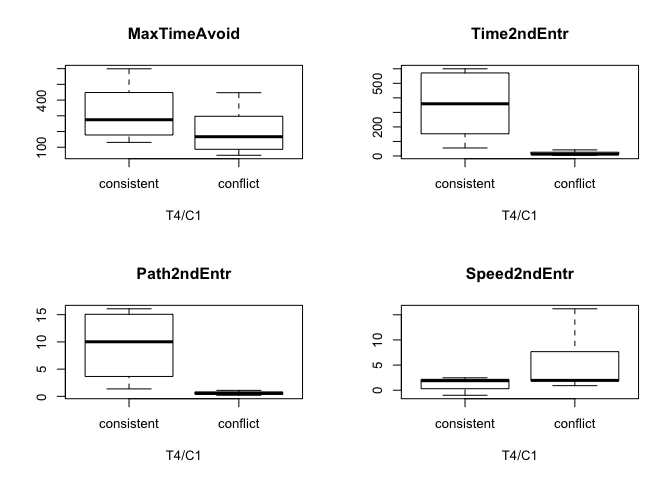 MaxTimeAvoid
400
100
consistent
conflict
T4/C1
Time2ndEntr
500
200
0
consistent
conflict
T4/C1
Path2ndEntr
15
10
5
0
consistent
conflict
T4/C1
Speed2ndEntr
10
5
0
consistent
conflict
T4/C1